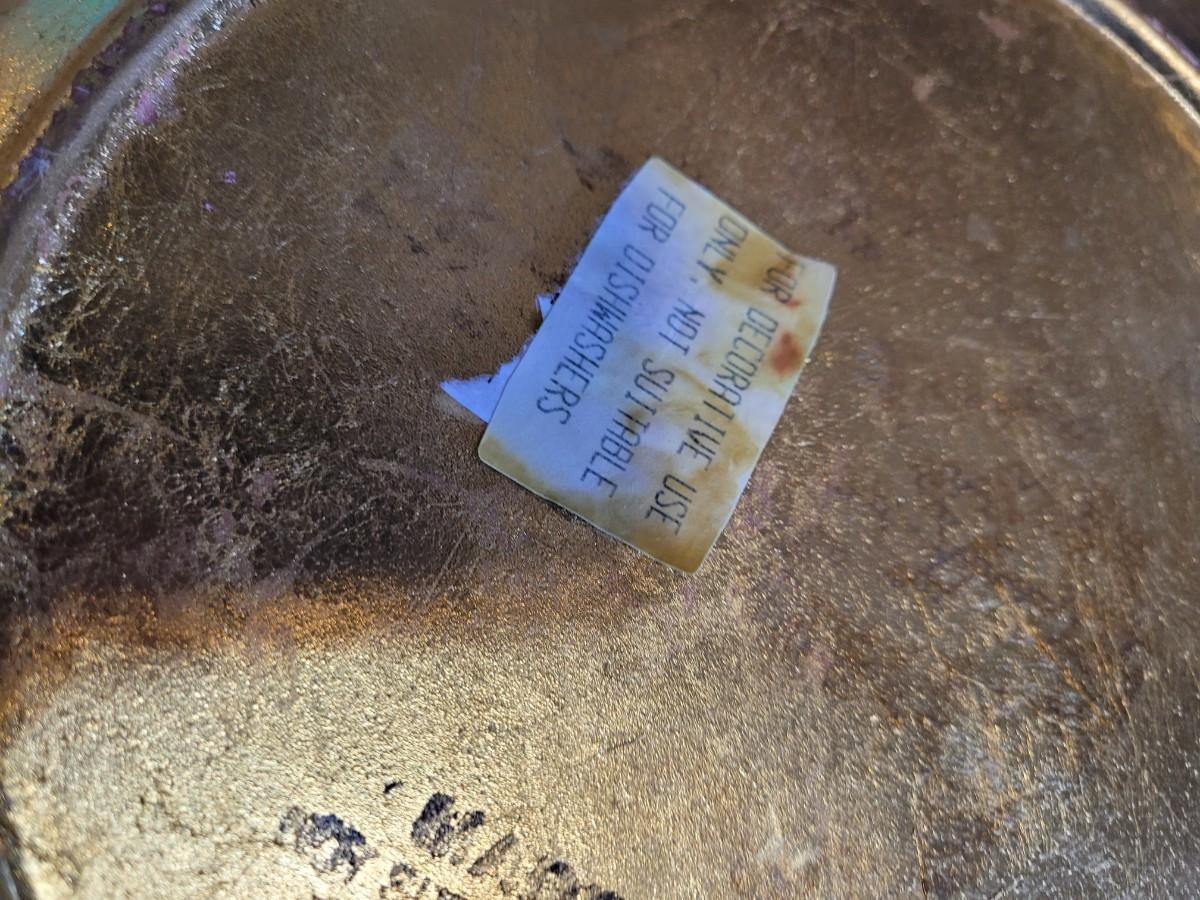 FOR DECORATIVE USE
ONLY. NOT SUITABLE
FOR DISHWASHERS